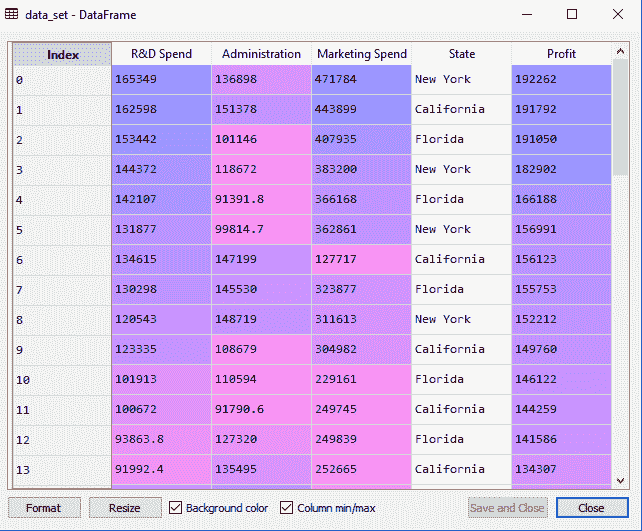 data_set - DataFrame
Index R&D Spend Administration Marketing Spend State Profit
0 165349 136898 471784 New York 192262
1 162598 151378 443899 California 191792
2 153442 101146 407935 Florida 191050
3 144372 118672 383200 New York 182902
4 142107 91391.8 366168 Florida 166188
5 131877 99814.7 362861 New York 156991
6 134615 147199 127717 California 156123
7 130298 145530 323877 Florida 155753
8 120543 148719 311613 New York 152212
9 123335 108679 304982 California 149760
10 101913 110594 229161 Florida 146122
11 100672 91790.6 249745 California 144259
12 93863.8 127320 249839 Florida 141586
13 91992.4 135495 252665 California 134307
Format Resize Background color Column min/max Save and Close Close